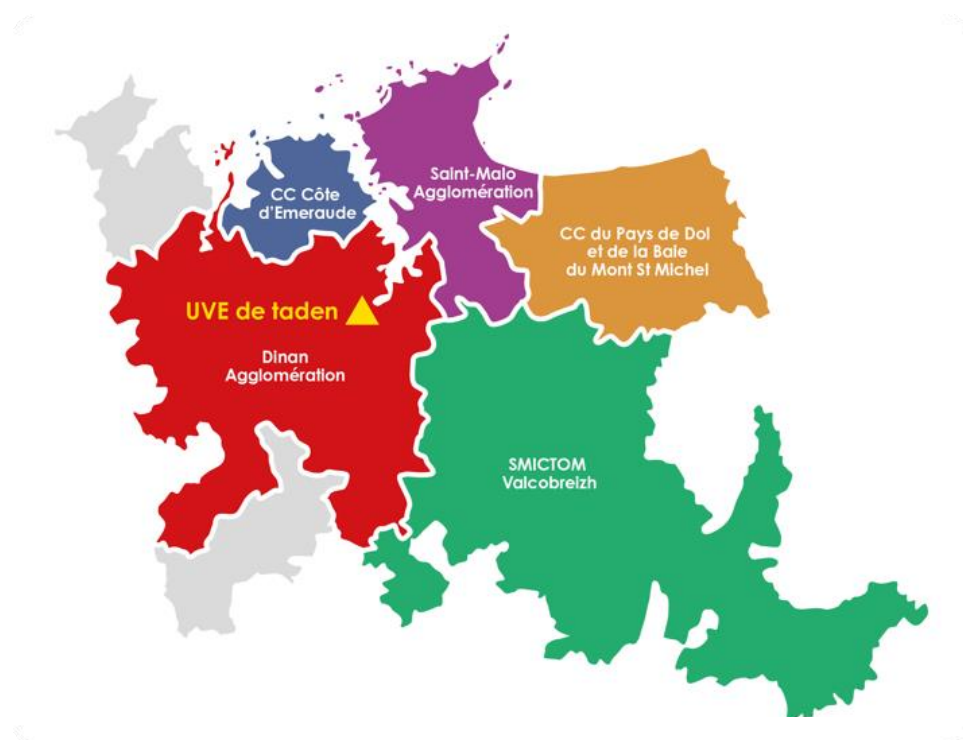 Saint-Malo
Agglomération
CC Côte
d'Emeraude
CC du Pays de Dol
et de la Baie
du Mont St Michel
UVE de taden
Dinan
Agglomération
SMICTOM
Valcobreizh